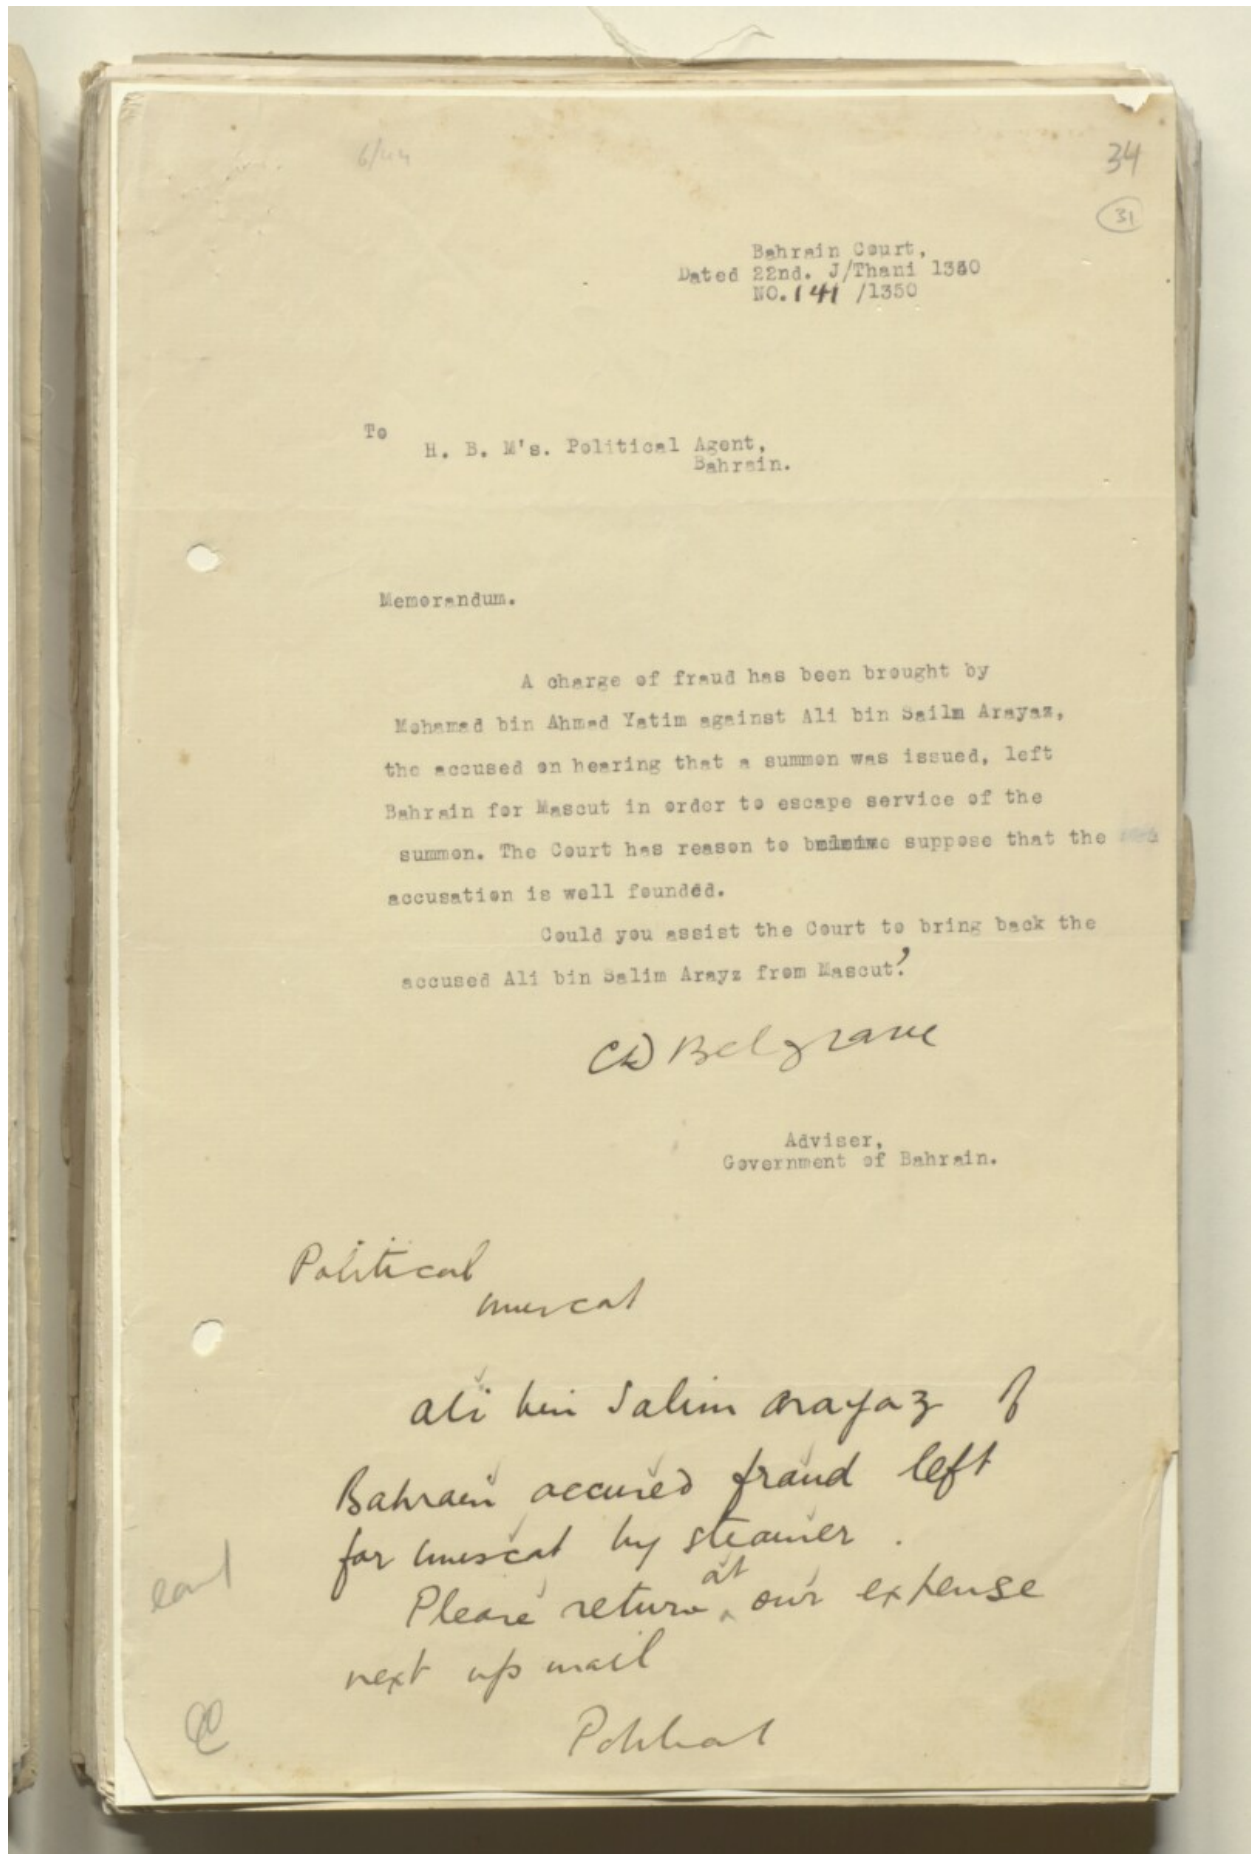 34
31
Bahrain Court,
Dated 22nd. J/Thani 1350
NO. 141 /1350
To
H. B. M's. Political Agent,
Bahrain.
Memorandum.
A charge of fraud has been brought by
Mohamad bin Ahmad Yatim against Ali bin Sailm Arayaz,
the accused on hearing that a summon was issued, left
Bahrain for Mascut in order to escape service of the
summon. The Court has reason to suppose that the
accusation is well founded.
Could you assist the Court to bring back the
accused Ali bin Salim Arayz from Mascut?
CD Belgrave
Adviser,
Government of Bahrain.
Political
Muscat
Ali bin Salim Arayaz of
Bahrain accused fraud left
for Muscat by steamer.
Please return at our expense
next up mail
Political